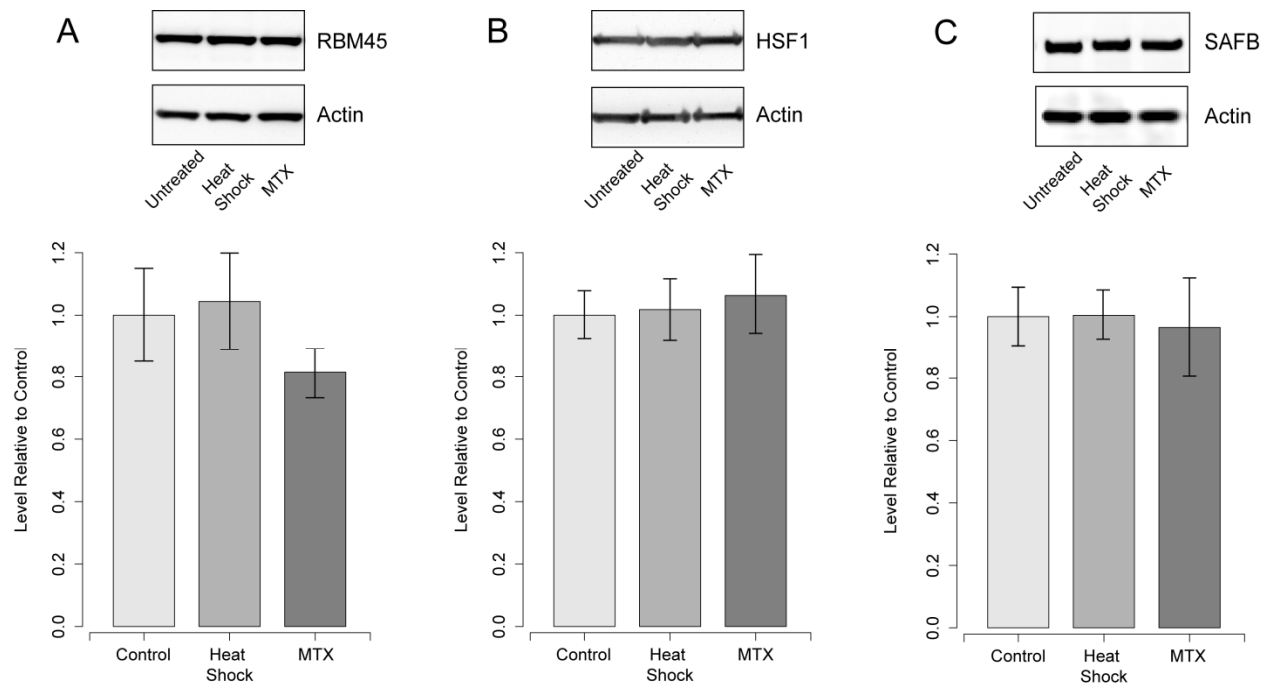 A
RBM45
Actin
Untreated
Heat
Shock
MTX
Level Relative to Control
1.2
1.0
0.8
0.6
0.4
0.2
0.0
Control
Heat
Shock
MTX
B
HSF1
Actin
Untreated
Heat
Shock
MTX
Level Relative to Control
1.2
1.0
0.8
0.6
0.4
0.2
0.0
Control
Heat
Shock
MTX
C
SAFB
Actin
Untreated
Heat
Shock
MTX
Level Relative to Control
1.2
1.0
0.8
0.6
0.4
0.2
0.0
Control
Heat
Shock
MTX